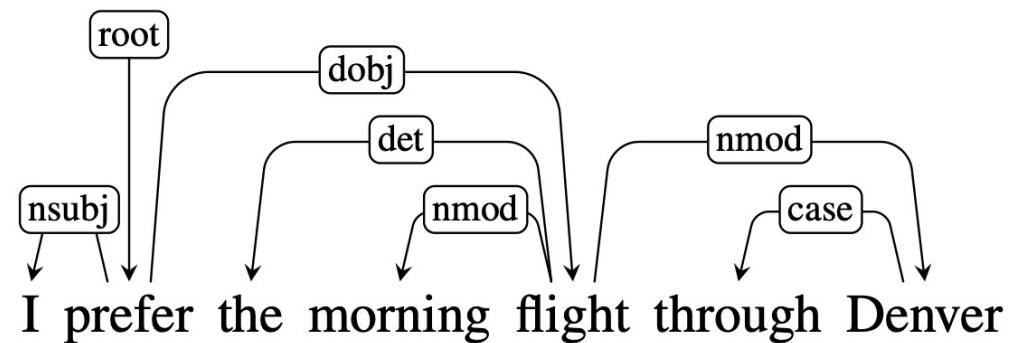 root
dobj
det nmod
nsubj nmod case
I prefer the morning flight through Denver